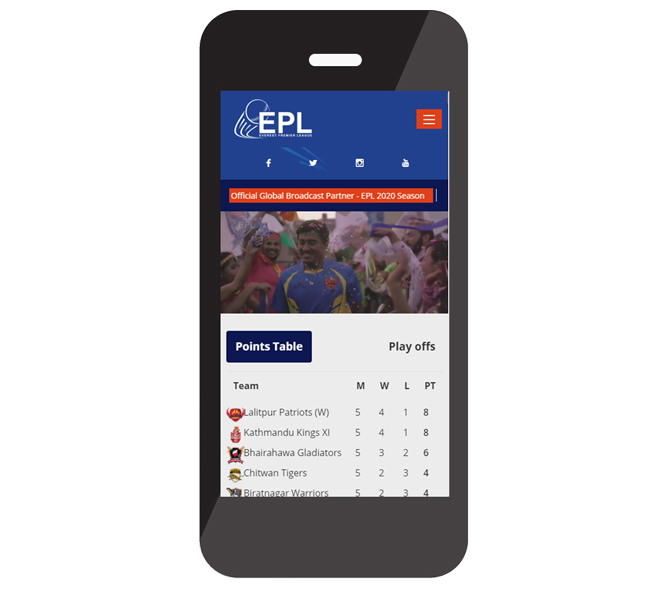 EPL
EVEREST PREMIER LEAGUE
Official Global Broadcast Partner - EPL 2020 Season
Points Table Play offs
Team M W L PT
Lalitpur Patriots (W) 5 4 1 8
Kathmandu Kings XI 5 4 1 8
Bhairahawa Gladiators 5 3 2 6
Chitwan Tigers 5 2 3 4
Biratnagar Warriors 5 2 3 4